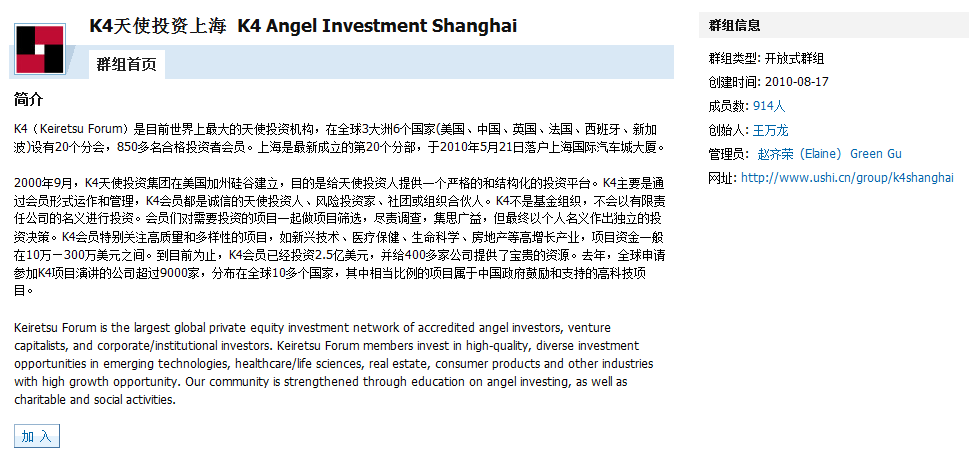 K4天使投资上海 K4 Angel Investment Shanghai
群组首页
简介
K4（Keiretsu Forum）是目前世界上最大的天使投资机构，在全球3大洲6个国家(美国、中国、英国、法国、西班牙、新加
波)设有20个分会，850多名合格投资者会员。上海是最新成立的第20个分部，于2010年5月21日落户上海国际汽车城大厦。
2000年9月，K4天使投资集团在美国加州硅谷建立，目的是给天使投资人提供一个严格的和结构化的投资平台。K4主要是通
过会员形式运作和管理，K4会员都是诚信的天使投资人、风险投资家、社团或组织合伙人。K4不是基金组织，不会以有限责
任公司的名义进行投资。会员们对需要投资的项目一起做项目筛选，尽责调查，集思广益，但最终以个人名义作出独立的投
资决策。K4会员特别关注高质量和多样性的项目，如新兴技术、医疗保健、生命科学、房地产等高增长产业，项目资金一般
在10万—300万美元之间。到目前为止，K4会员已经投资2.5亿美元，并给400多家公司提供了宝贵的资源。去年，全球申请
参加K4项目演讲的公司超过9000家，分布在全球10多个国家，其中相当比例的项目属于中国政府鼓励和支持的高科技项
目。
Keiretsu Forum is the largest global private equity investment network of accredited angel investors, venture
capitalists, and corporate/institutional investors. Keiretsu Forum members invest in high-quality, diverse investment
opportunities in emerging technologies, healthcare/life sciences, real estate, consumer products and other industries
with high growth opportunity. Our community is strengthened through education on angel investing, as well as
charitable and social activities.
加 入
群组信息
群组类型: 开放式群组
创建时间: 2010-08-17
成员数: 914人
创始人: 王万龙
管理员: 赵齐荣（Elaine）Green Gu
网址: http://www.ushi.cn/group/k4shanghai